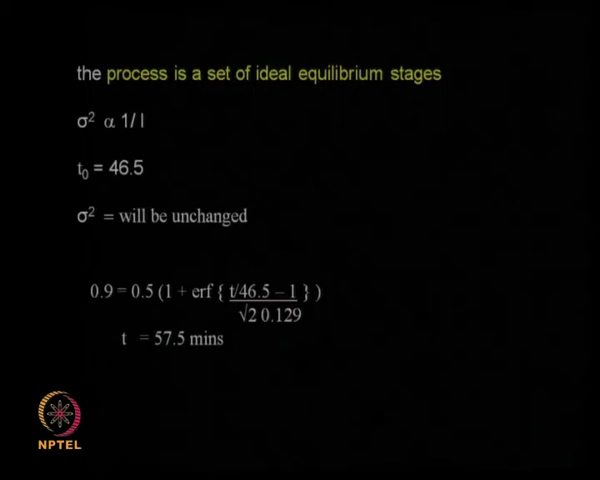 the process is a set of ideal equilibrium stages
σ² α 1/ l
t₀ = 46.5
σ² = will be unchanged
0.9 = 0.5 (1 + erf { t/46.5 – 1 } )
√2 0.129
t = 57.5 mins
NPTEL